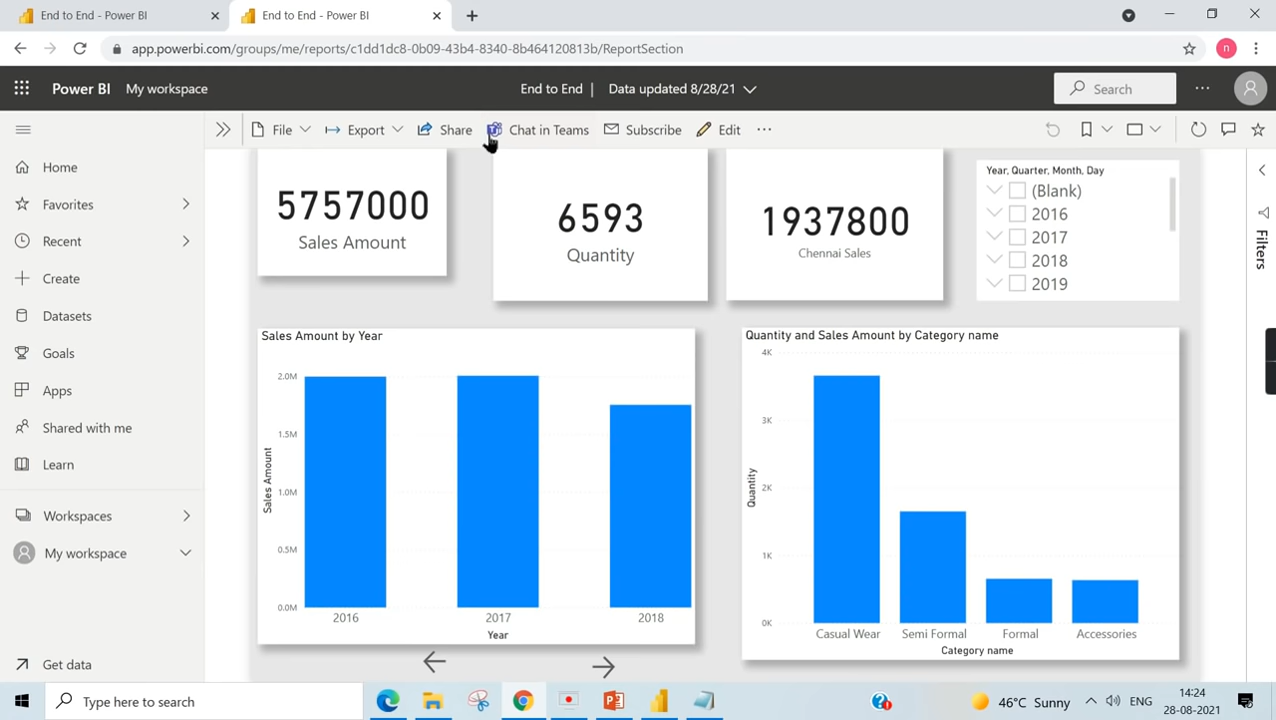 End to End - Power BI
End to End - Power BI
app.powerbi.com/groups/me/reports/c1dd1dc8-0b09-43b4-8340-8b464120813b/ReportSection
n
Power BI My workspace End to End | Data updated 8/28/21 Search
File Export Share Chat in Teams Subscribe Edit
Home
Favorites
Recent
Create
Datasets
Goals
Apps
Shared with me
Learn
Workspaces
My workspace
Get data
5757000
Sales Amount
6593
Quantity
1937800
Chennai Sales
Year, Quarter, Month, Day
(Blank)
2016
2017
2018
2019
Filters
Sales Amount by Year
2.0M
1.5M
1.0M
0.5M
0.0M
Sales Amount
2016 2017 2018
Year
Quantity and Sales Amount by Category name
4K
3K
2K
1K
0K
Quantity
Casual Wear Semi Formal Formal Accessories
Category name
Type here to search
46°C Sunny
ENG
14:24
28-08-2021